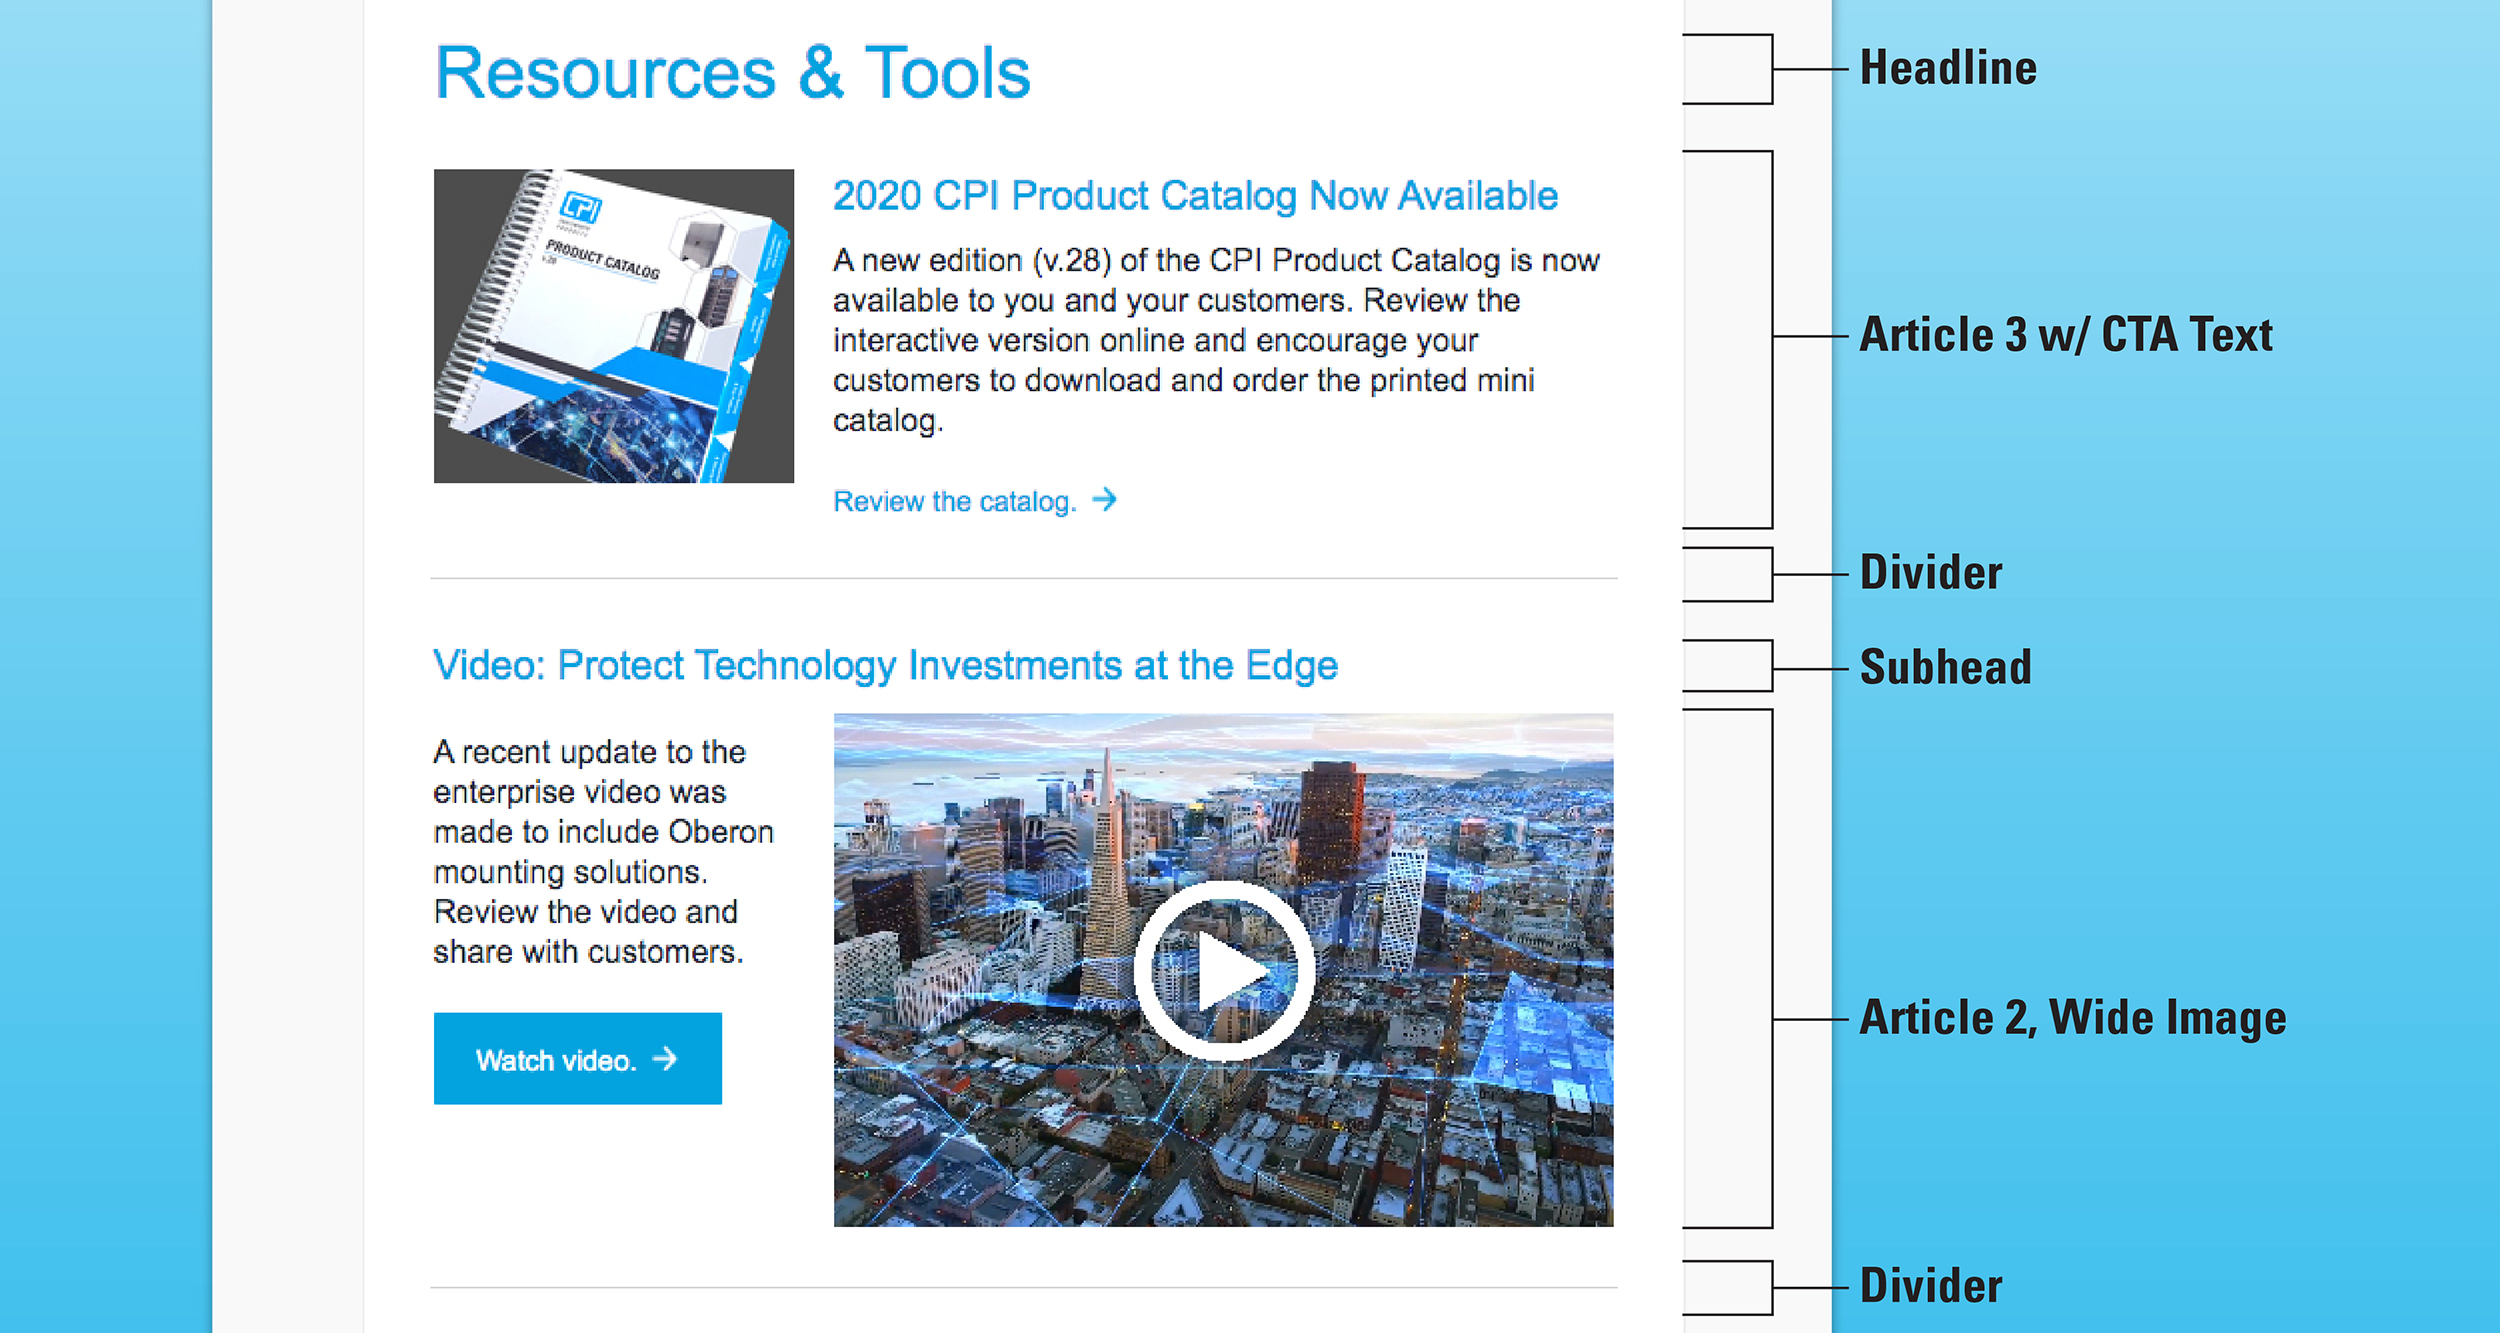 Resources & Tools
Headline
CPI
PRODUCT CATALOG
v.28
2020 CPI Product Catalog Now Available
A new edition (v.28) of the CPI Product Catalog is now
available to you and your customers. Review the
interactive version online and encourage your
customers to download and order the printed mini
catalog.
Review the catalog.
Article 3 w/ CTA Text
Divider
Video: Protect Technology Investments at the Edge
Subhead
A recent update to the
enterprise video was
made to include Oberon
mounting solutions.
Review the video and
share with customers.
Watch video.
Article 2, Wide Image
Divider